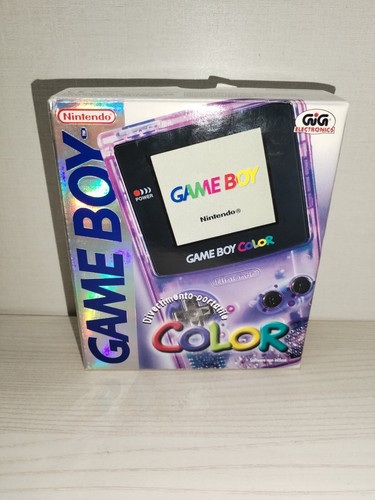 Nintendo
GAME BOY
GiG
ELECTRONICS
POWER
GAME BOY
Nintendo®
GAME BOY COLOR
Divertimento portatile
COLOR